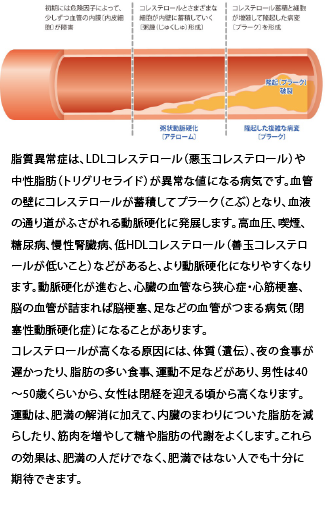 初期には危険因子によって、
少しずつ血管の内膜（内皮細
胞）が障害
コレステロールとさまざまな
細胞が内壁に蓄積していく
（粥腫（じゅくしゅ）形成）
コレステロール蓄積と細胞
が増殖して隆起した病変
（プラーク）を形成
隆起（プラーク）
破裂
粥状動脈硬化
（アテローム）
隆起した複雑な病変
（プラーク）
脂質異常症は、LDLコレステロール（悪玉コレステロール）や
中性脂肪（トリグリセライド）が異常な値になる病気です。血管
の壁にコレステロールが蓄積してプラーク（こぶ）となり、血液
の通り道がふさがれる動脈硬化に発展します。高血圧、喫煙、
糖尿病、慢性腎臓病、低HDLコレステロール（善玉コレステロ
ールが低いこと）などがあると、より動脈硬化になりやすくなり
ます。動脈硬化が進むと、心臓の血管なら狭心症・心筋梗塞、
脳の血管が詰まれば脳梗塞、足などの血管がつまる病気（閉
塞性動脈硬化症）になることがあります。
コレステロールが高くなる原因には、体質（遺伝）、夜の食事が
遅かったり、脂肪の多い食事、運動不足などがあり、男性は40
～50歳くらいから、女性は閉経を迎える頃から高くなります。
運動は、肥満の解消に加えて、内臓のまわりについた脂肪を減
らしたり、筋肉を増やして糖や脂肪の代謝をよくします。これら
の効果は、肥満の人だけでなく、肥満ではない人でも十分に
期待できます。